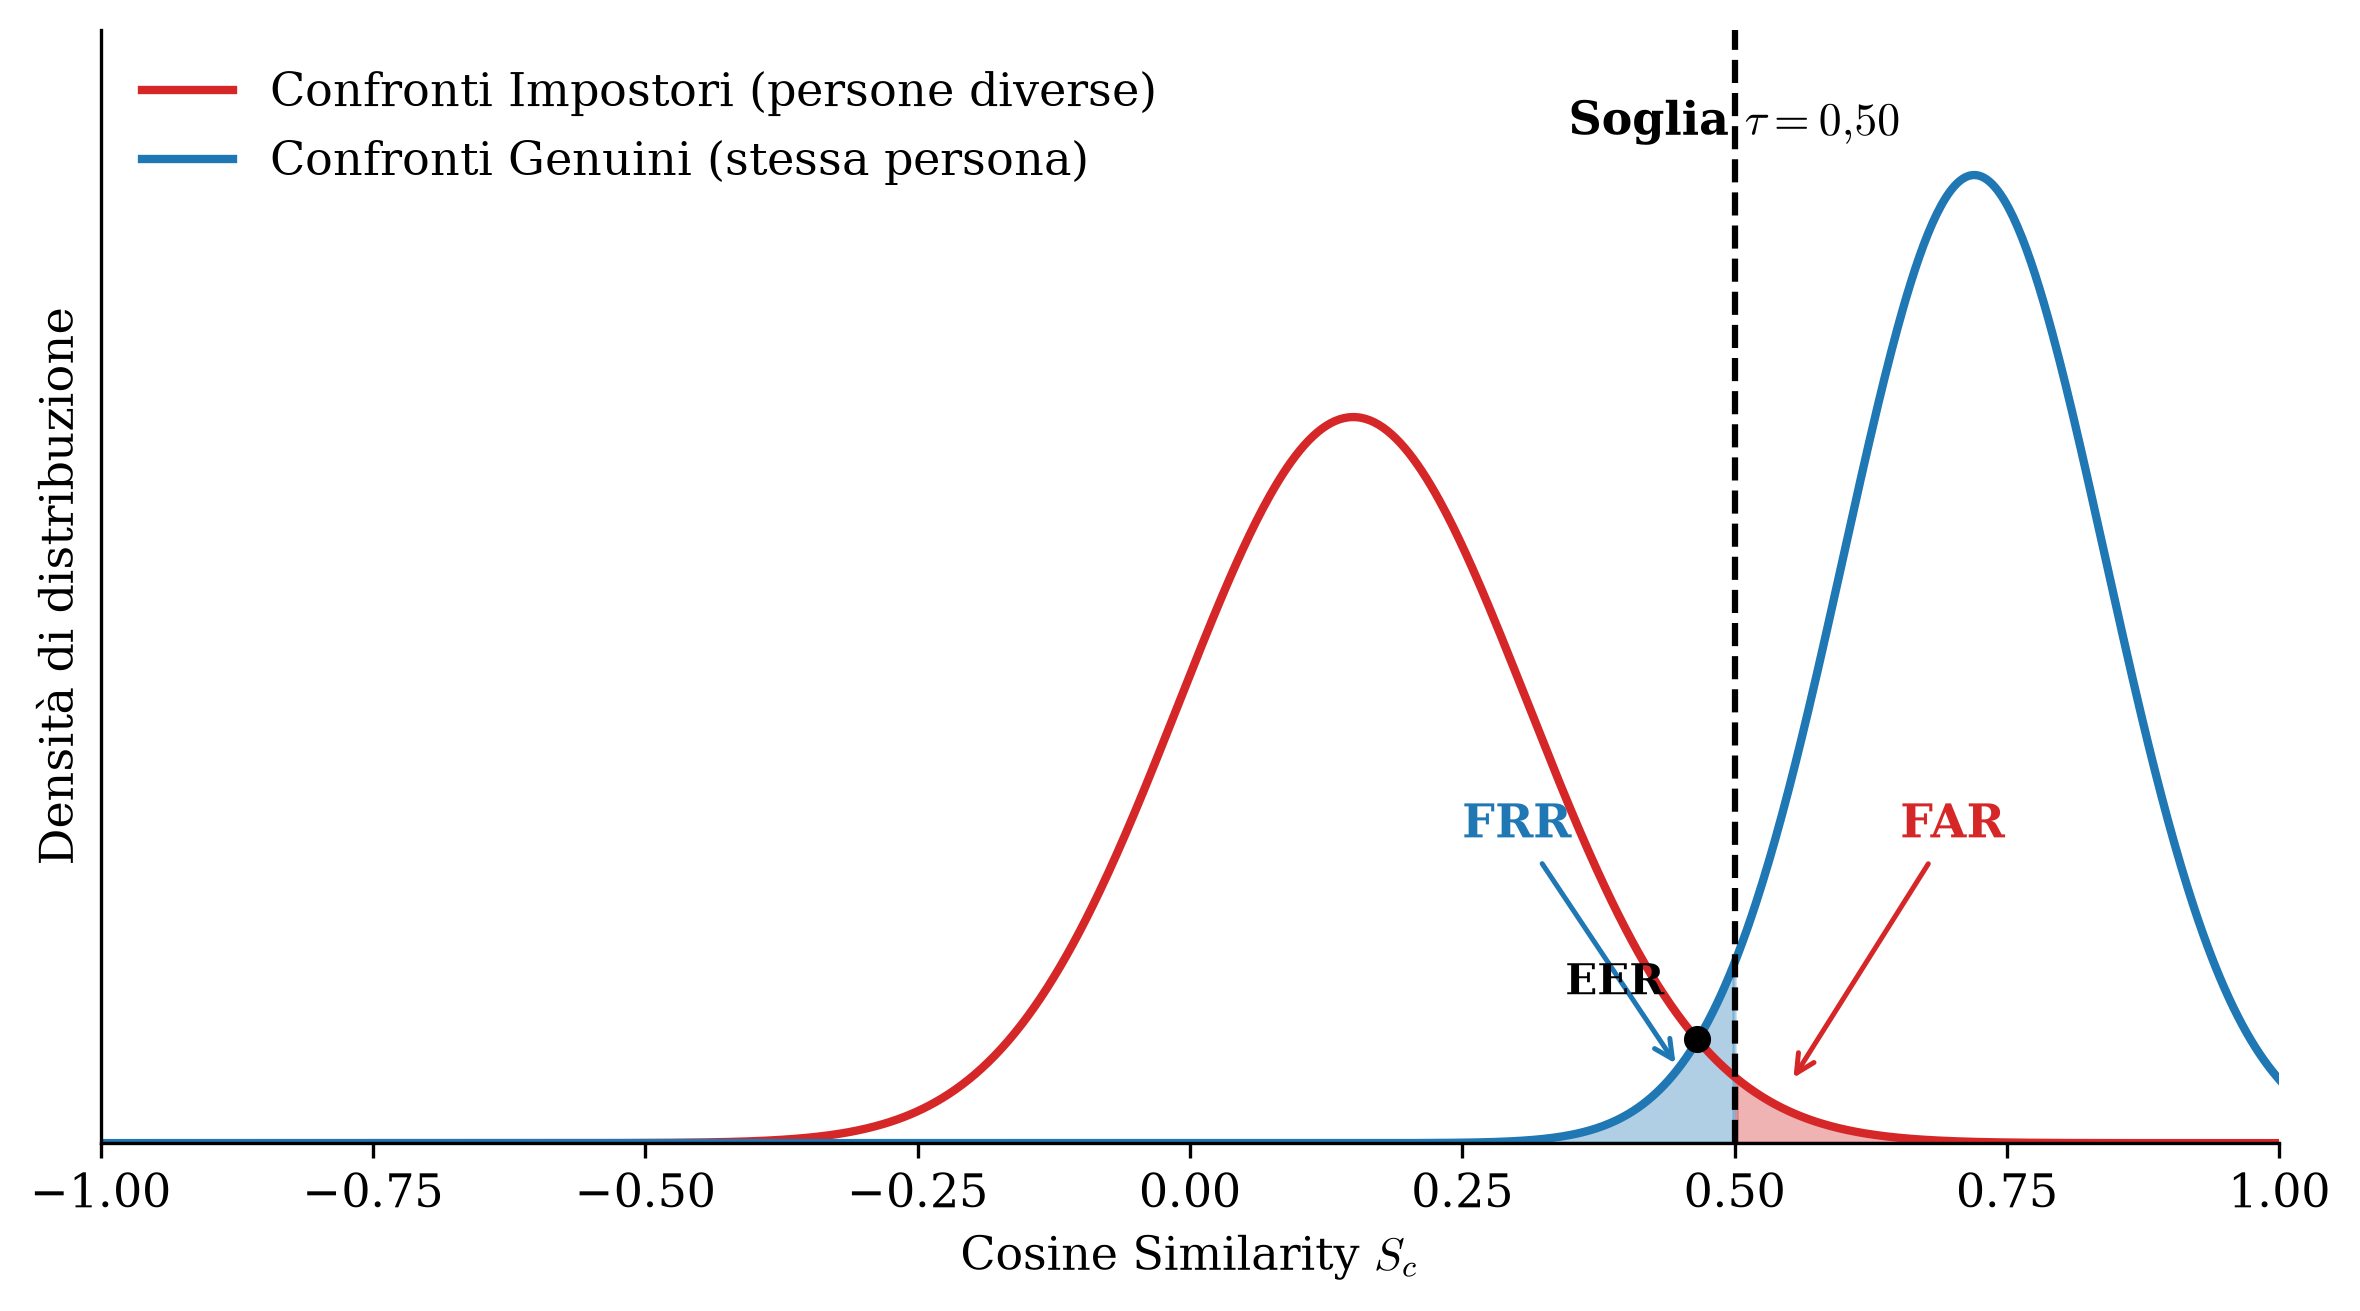 Confronti Impostori (persone diverse)
Confronti Genuini (stessa persona)
Soglia τ = 0,50
Densità di distribuzione
FRR
FAR
EER
−1.00 −0.75 −0.50 −0.25 0.00 0.25 0.50 0.75 1.00
Cosine Similarity S_c